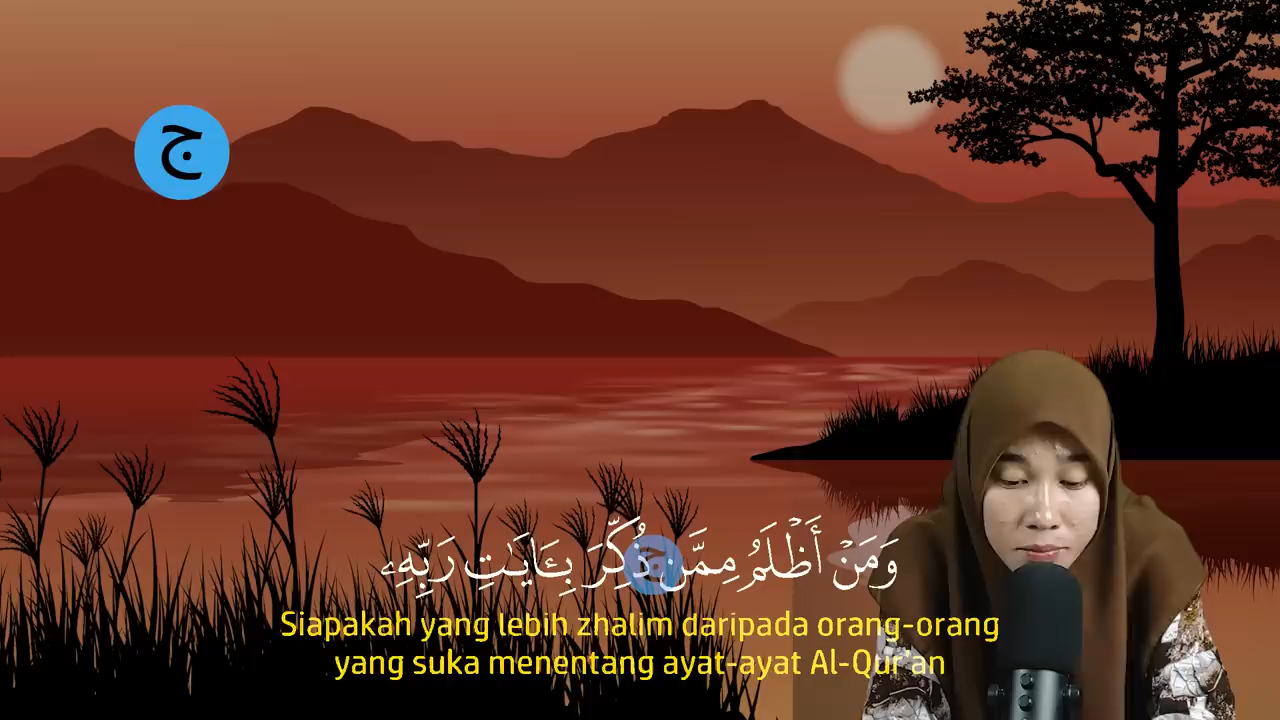 ج
وَمَنْ أَظْلَمُ مِمَّن ذُكِّرَ بِـَٔايَـٰتِ رَبِّهِۦ
ج
Siapakah yang lebih zhalim daripada orang-orang
yang suka menentang ayat-ayat Al-Qur'an